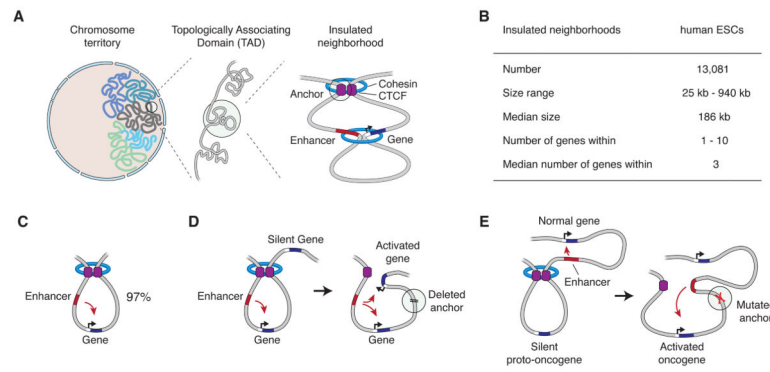 A
Chromosome
territory
Topologically Associating
Domain (TAD)
Insulated
neighborhood
Anchor
Cohesin
CTCF
Enhancer
Gene
B
Insulated neighborhoods human ESCs
Number 13,081
Size range 25 kb - 940 kb
Median size 186 kb
Number of genes within 1 - 10
Median number of genes within 3
C
Enhancer
97%
Gene
D
Silent Gene
Enhancer
Gene
Activated
gene
Deleted
anchor
Gene
E
Normal gene
Enhancer
Silent
proto-oncogene
Mutated
anchor
Activated
oncogene